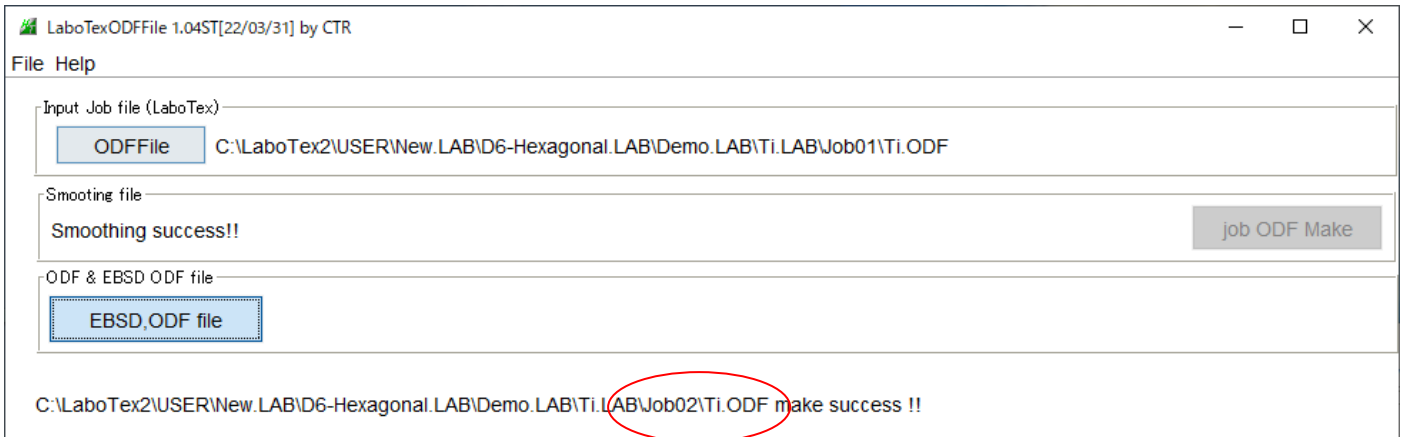 LaboTexODFFile 1.04ST[22/03/31] by CTR
File Help
Input Job file (LaboTex)
ODFFile C:\LaboTex2\USER\New.LAB\D6-Hexagonal.LAB\Demo.LAB\Ti.LAB\Job01\Ti.ODF
Smooting file
Smoothing success!! job ODF Make
ODF & EBSD ODF file
EBSD,ODF file
C:\LaboTex2\USER\New.LAB\D6-Hexagonal.LAB\Demo.LAB\Ti.LAB\Job02\Ti.ODF make success !!